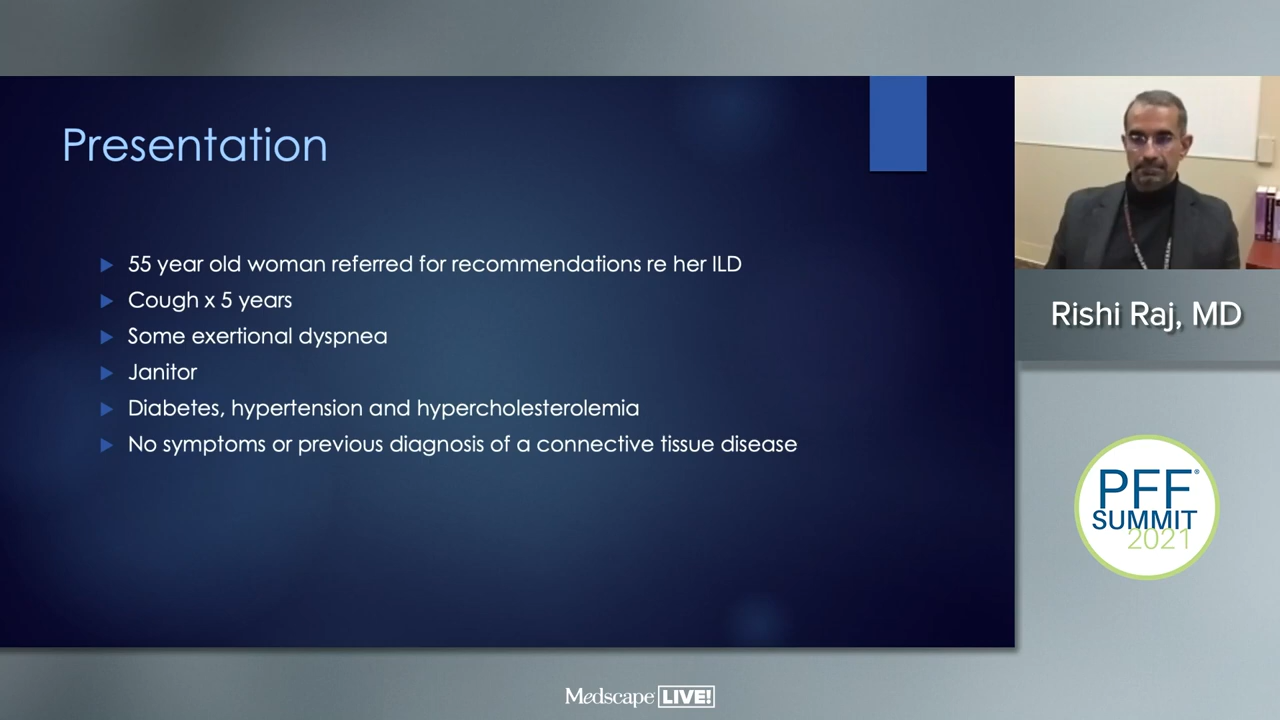 Presentation
55 year old woman referred for recommendations re her ILD
Cough x 5 years
Some exertional dyspnea
Janitor
Diabetes, hypertension and hypercholesterolemia
No symptoms or previous diagnosis of a connective tissue disease
Rishi Raj, MD
PFF®
SUMMIT
2021
Medscape LIVE!